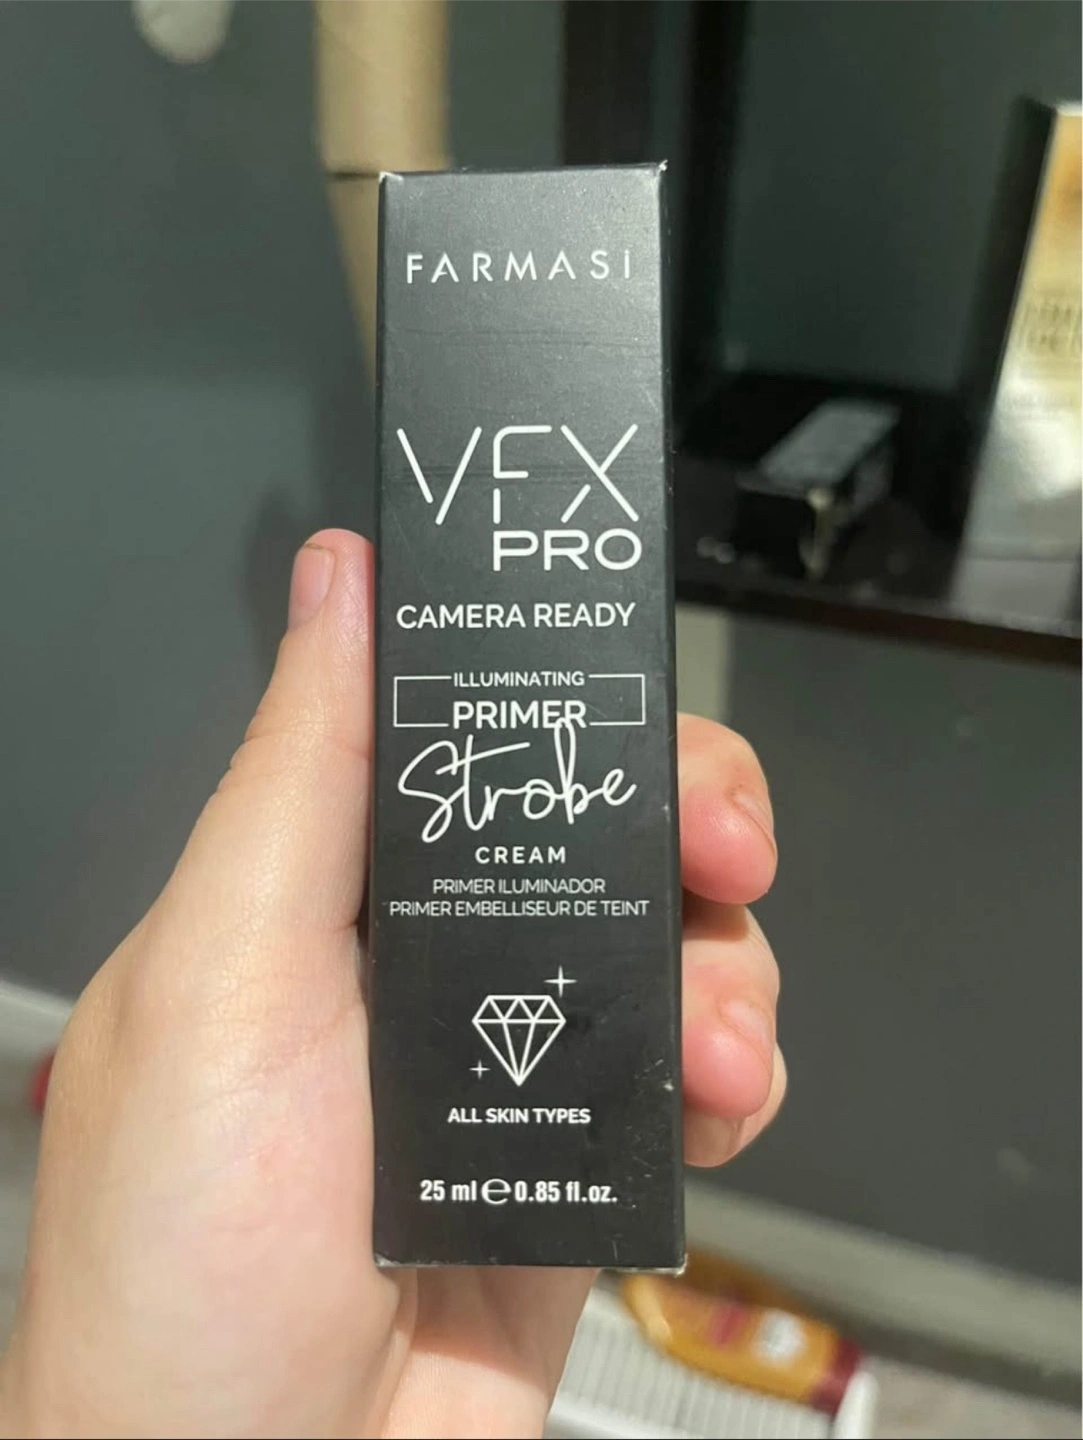 FARMASİ
VFX
PRO
CAMERA READY
ILLUMINATING
PRIMER
Strobe
CREAM
PRIMER ILUMINADOR
PRIMER EMBELLISEUR DE TEINT
ALL SKIN TYPES
25 ml ℮ 0.85 fl.oz.